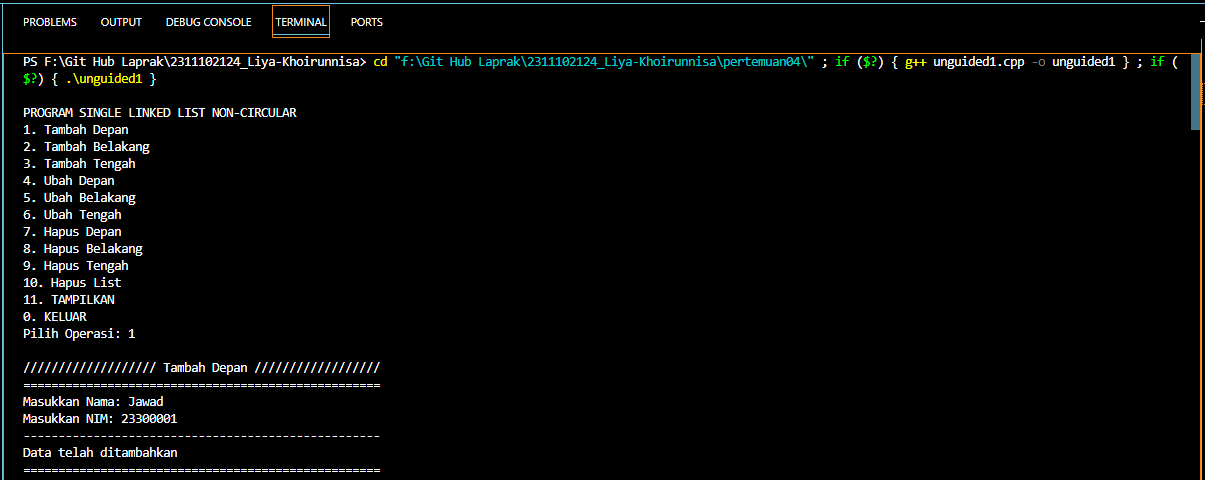 PROBLEMS OUTPUT DEBUG CONSOLE TERMINAL PORTS
PS F:\Git Hub Laprak\2311102124_Liya-Khoirunnisa> cd "f:\Git Hub Laprak\2311102124_Liya-Khoirunnisa\pertemuan04\" ; if ($?) { g++ unguided1.cpp -o unguided1 } ; if (
$?) { .\unguided1 }
PROGRAM SINGLE LINKED LIST NON-CIRCULAR
1. Tambah Depan
2. Tambah Belakang
3. Tambah Tengah
4. Ubah Depan
5. Ubah Belakang
6. Ubah Tengah
7. Hapus Depan
8. Hapus Belakang
9. Hapus Tengah
10. Hapus List
11. TAMPILKAN
0. KELUAR
Pilih Operasi: 1
/////////////////// Tambah Depan //////////////////
===================================================
Masukkan Nama: Jawad
Masukkan NIM: 23300001
---------------------------------------------------
Data telah ditambahkan
===================================================